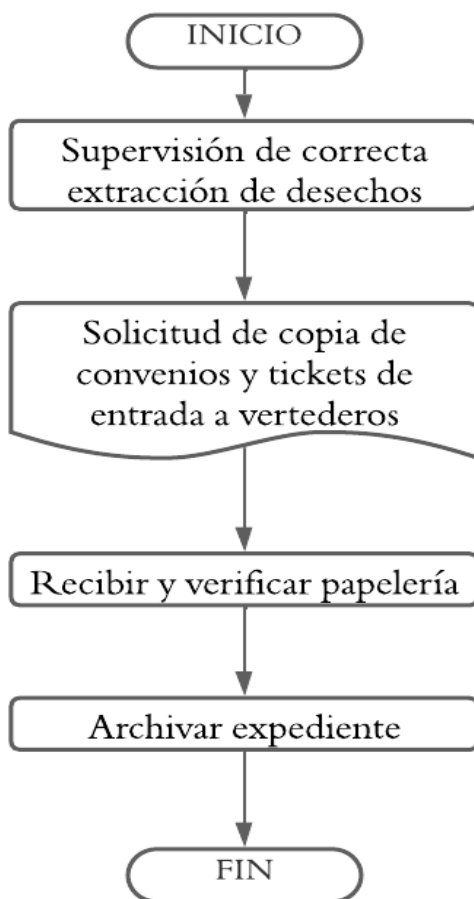 INICIO
Supervisión de correcta
extracción de desechos
Solicitud de copia de
convenios y tickets de
entrada a vertederos
Recibir y verificar papelería
Archivar expediente
FIN